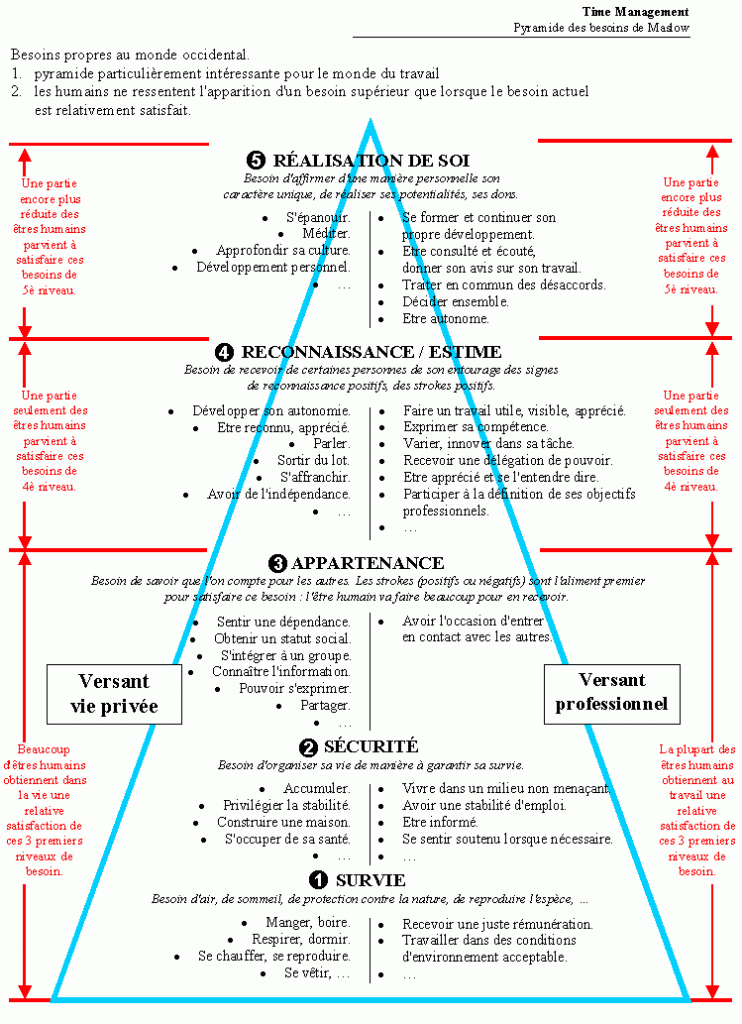 Time Management
Pyramide des besoins de Maslow
Besoins propres au monde occidental.
1. pyramide particulièrement intéressante pour le monde du travail
2. les humains ne ressentent l'apparition d'un besoin supérieur que lorsque le besoin actuel
est relativement satisfait.
5 RÉALISATION DE SOI
Besoin d'affirmer d'une manière personnelle son
caractère unique, de réaliser ses potentialités, ses dons.
Une partie
encore plus
réduite des
êtres humains
parvient à
satisfaire ces
besoins de
5è niveau.
• S'épanouir.
• Méditer.
• Approfondir sa culture.
• Développement personnel.
• …
• Se former et continuer son
propre développement.
• Etre consulté et écouté,
donner son avis sur son travail.
• Traiter en commun des désaccords.
• Décider ensemble.
• Etre autonome.
Une partie
encore plus
réduite des
êtres humains
parvient à
satisfaire ces
besoins de
5è niveau.
4 RECONNAISSANCE / ESTIME
Besoin de recevoir de certaines personnes de son entourage des signes
de reconnaissance positifs, des strokes positifs.
Une partie
seulement des
êtres humains
parvient à
satisfaire ces
besoins de
4è niveau.
• Développer son autonomie.
• Etre reconnu, apprécié.
• Parler.
• Sortir du lot.
• S'affranchir.
• Avoir de l'indépendance.
• …
• Faire un travail utile, visible, apprécié.
• Exprimer sa compétence.
• Varier, innover dans sa tâche.
• Recevoir une délégation de pouvoir.
• Etre apprécié et se l'entendre dire.
• Participer à la définition de ses objectifs
professionnels.
• …
Une partie
seulement des
êtres humains
parvient à
satisfaire ces
besoins de
4è niveau.
3 APPARTENANCE
Besoin de savoir que l'on compte pour les autres. Les strokes (positifs ou négatifs) sont l'aliment premier
pour satisfaire ce besoin : l'être humain va faire beaucoup pour en recevoir.
• Sentir une dépendance.
• Obtenir un statut social.
• S'intégrer à un groupe.
• Connaître l'information.
• Pouvoir s'exprimer.
• Partager.
• …
• Avoir l'occasion d'entrer
en contact avec les autres.
Versant
vie privée
Versant
professionnel
2 SÉCURITÉ
Besoin d'organiser sa vie de manière à garantir sa survie.
Beaucoup
d'êtres humains
obtiennent dans
la vie une
relative
satisfaction de
ces 3 premiers
niveaux de
besoin.
• Accumuler.
• Privilégier la stabilité.
• Construire une maison.
• S'occuper de sa santé.
• …
• Vivre dans un milieu non menaçant.
• Avoir une stabilité d'emploi.
• Etre informé.
• Se sentir soutenu lorsque nécessaire.
• …
La plupart des
êtres humains
obtiennent au
travail une
relative
satisfaction de
ces 3 premiers
niveaux de
besoin.
1 SURVIE
Besoin d'air, de sommeil, de protection contre la nature, de reproduire l'espèce, …
• Manger, boire.
• Respirer, dormir.
• Se chauffer, se reproduire.
• Se vêtir, …
• Recevoir une juste rémunération.
• Travailler dans des conditions
d'environnement acceptable.
• …